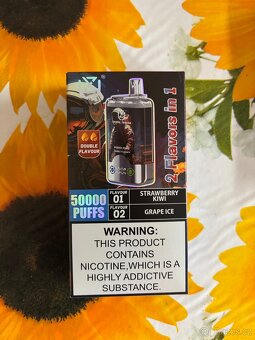 DOUBLE
FLAVOUR
2 Flavors in 1
50000
PUFFS
FLAVOUR
01
STRAWBERRY
KIWI
FLAVOUR
02
GRAPE ICE
WARNING:
THIS PRODUCT
CONTAINS
NICOTINE,WHICH IS A
HIGHLY ADDICTIVE
SUBSTANCE.